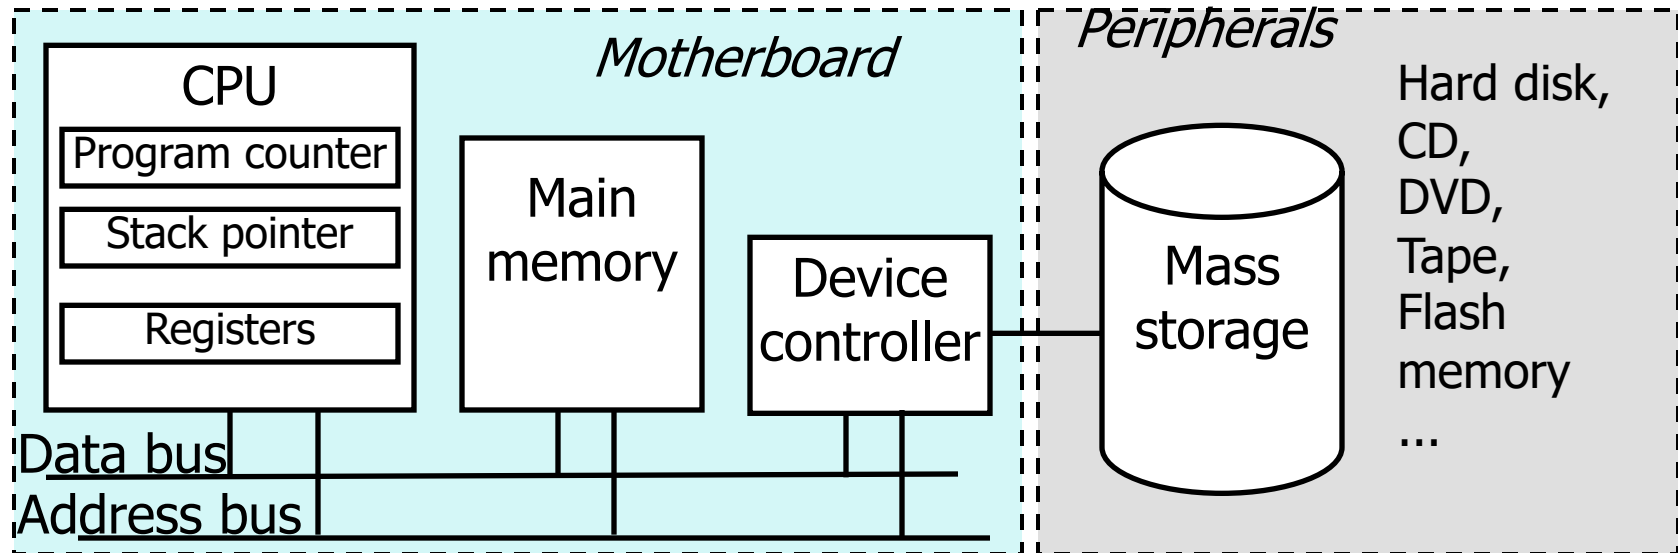 Motherboard
CPU
Program counter
Stack pointer
Registers
Main
memory
Device
controller
Data bus
Address bus
Peripherals
Mass
storage
Hard disk,
CD,
DVD,
Tape,
Flash
memory
...